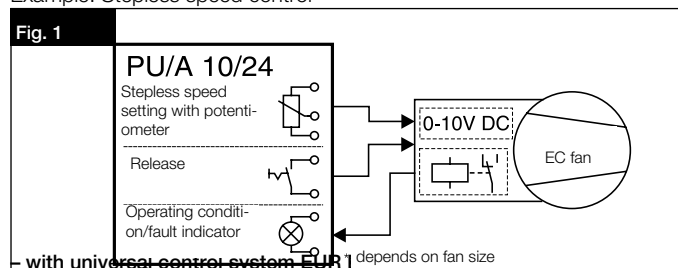 Example: Stepless speed control
Fig. 1
PU/A 10/24
Stepless speed
setting with potenti-
ometer
Release
Operating conditi-
on/fault indicator
0-10V DC
EC fan
* depends on fan size
– with universal control system EUR